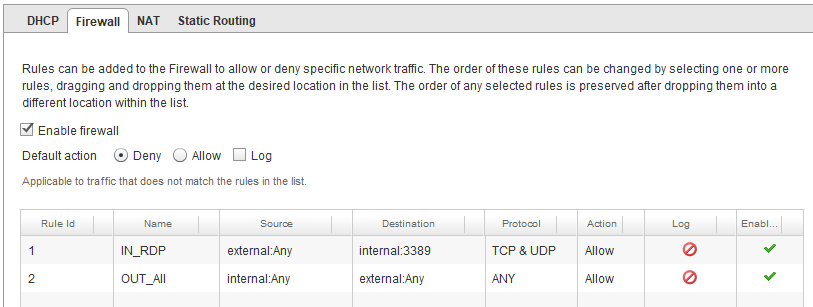 DHCP Firewall NAT Static Routing
Rules can be added to the Firewall to allow or deny specific network traffic. The order of these rules can be changed by selecting one or more
rules, dragging and dropping them at the desired location in the list. The order of any selected rules is preserved after dropping them into a
different location within the list.
Enable firewall
Default action Deny Allow Log
Applicable to traffic that does not match the rules in the list.
Rule Id Name Source Destination Protocol Action Log Enabl...
1 IN_RDP external:Any internal:3389 TCP & UDP Allow
2 OUT_All internal:Any external:Any ANY Allow